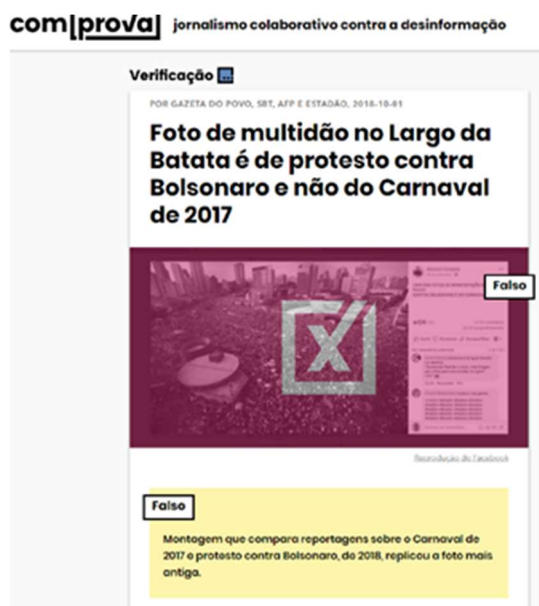 com[prova] jornalismo colaborativo contra a desinformação
Verificação
POR GAZETA DO POVO, SBT, AFP E ESTADÃO, 2018-10-01
Foto de multidão no Largo da
Batata é de protesto contra
Bolsonaro e não do Carnaval
de 2017
Falso
Reprodução do Facebook
Falso
Montagem que compara reportagens sobre o Carnaval de
2017 e protesto contra Bolsonaro, de 2018, replicou a foto mais
antiga.